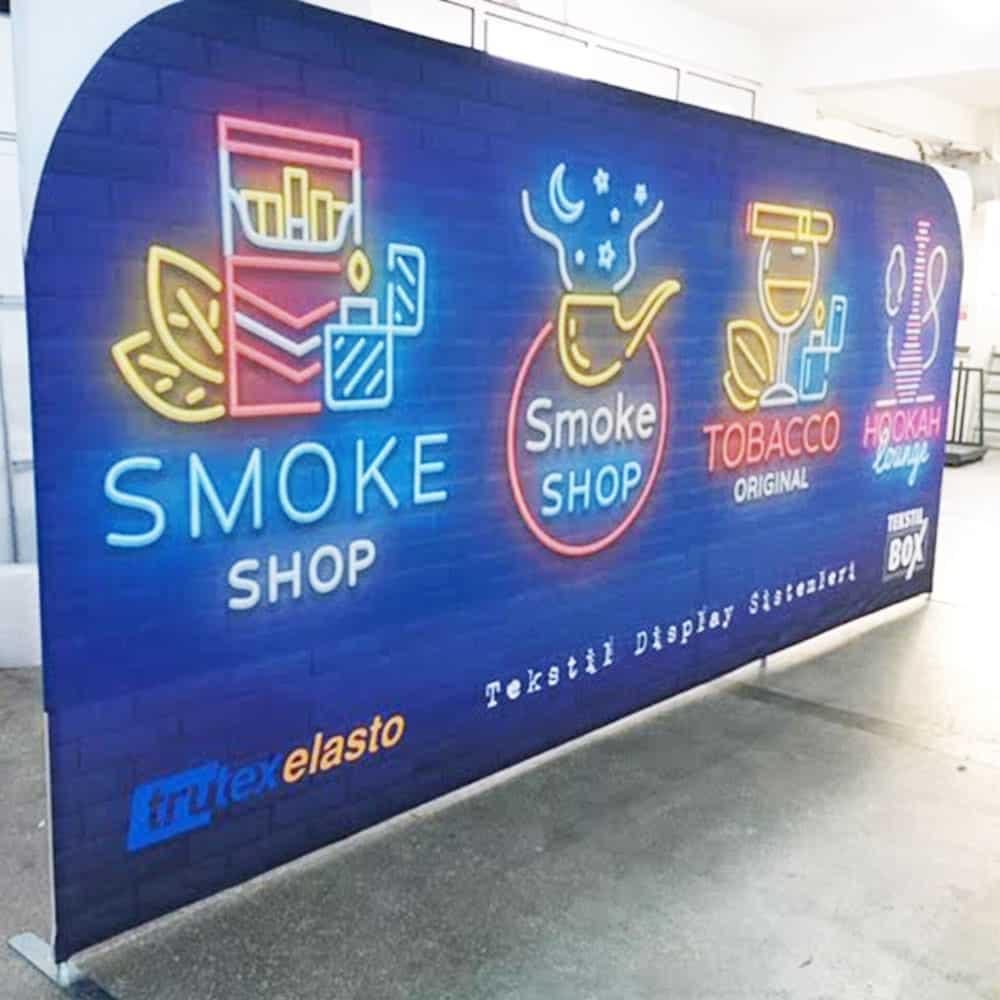 SMOKE
SHOP
Smoke
SHOP
TOBACCO
ORIGINAL
HOOKAH
lounge
TEKSTIL
BOX
Tekstil Display Sistemleri
trutexelasto